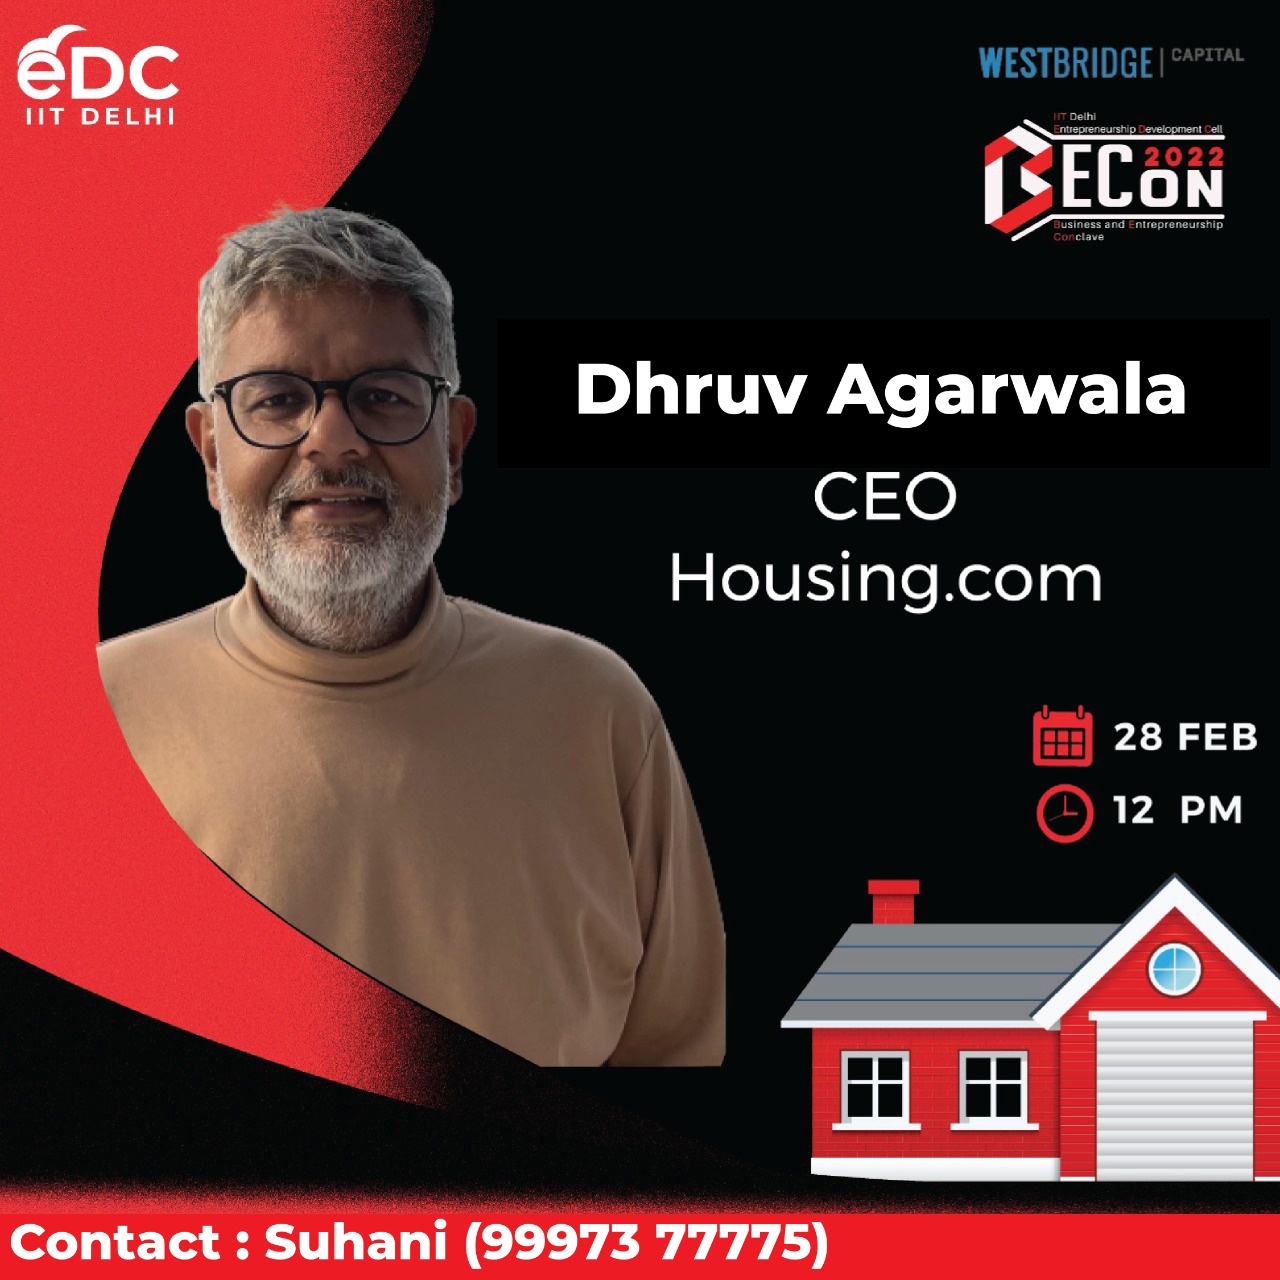 eDC
IIT DELHI
WESTBRIDGE | CAPITAL
IIT Delhi
Entrepreneurship Development Cell
BECON 2022
Business and Entrepreneurship
Conclave
Dhruv Agarwala
CEO
Housing.com
28 FEB
12 PM
Contact : Suhani (99973 77775)